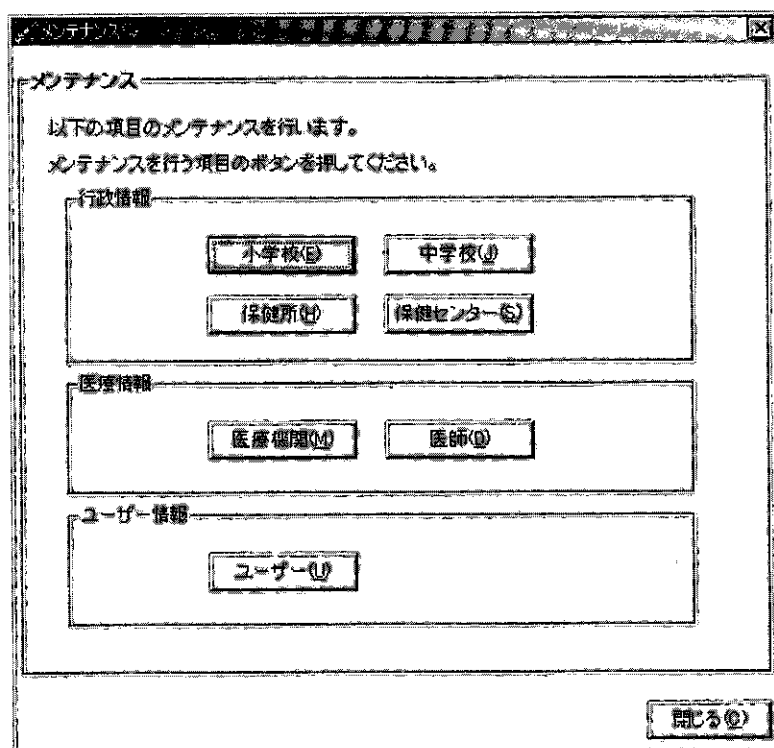 メンテナンス
メンテナンス
以下の項目のメンテナンスを行います。
メンテナンスを行う項目のボタンを押してください。
行政情報
小学校(E) 中学校(J)
保健所(H) 保健センター(S)
医療情報
医療機関(M) 医師(D)
ユーザー情報
ユーザー(U)
閉じる(C)